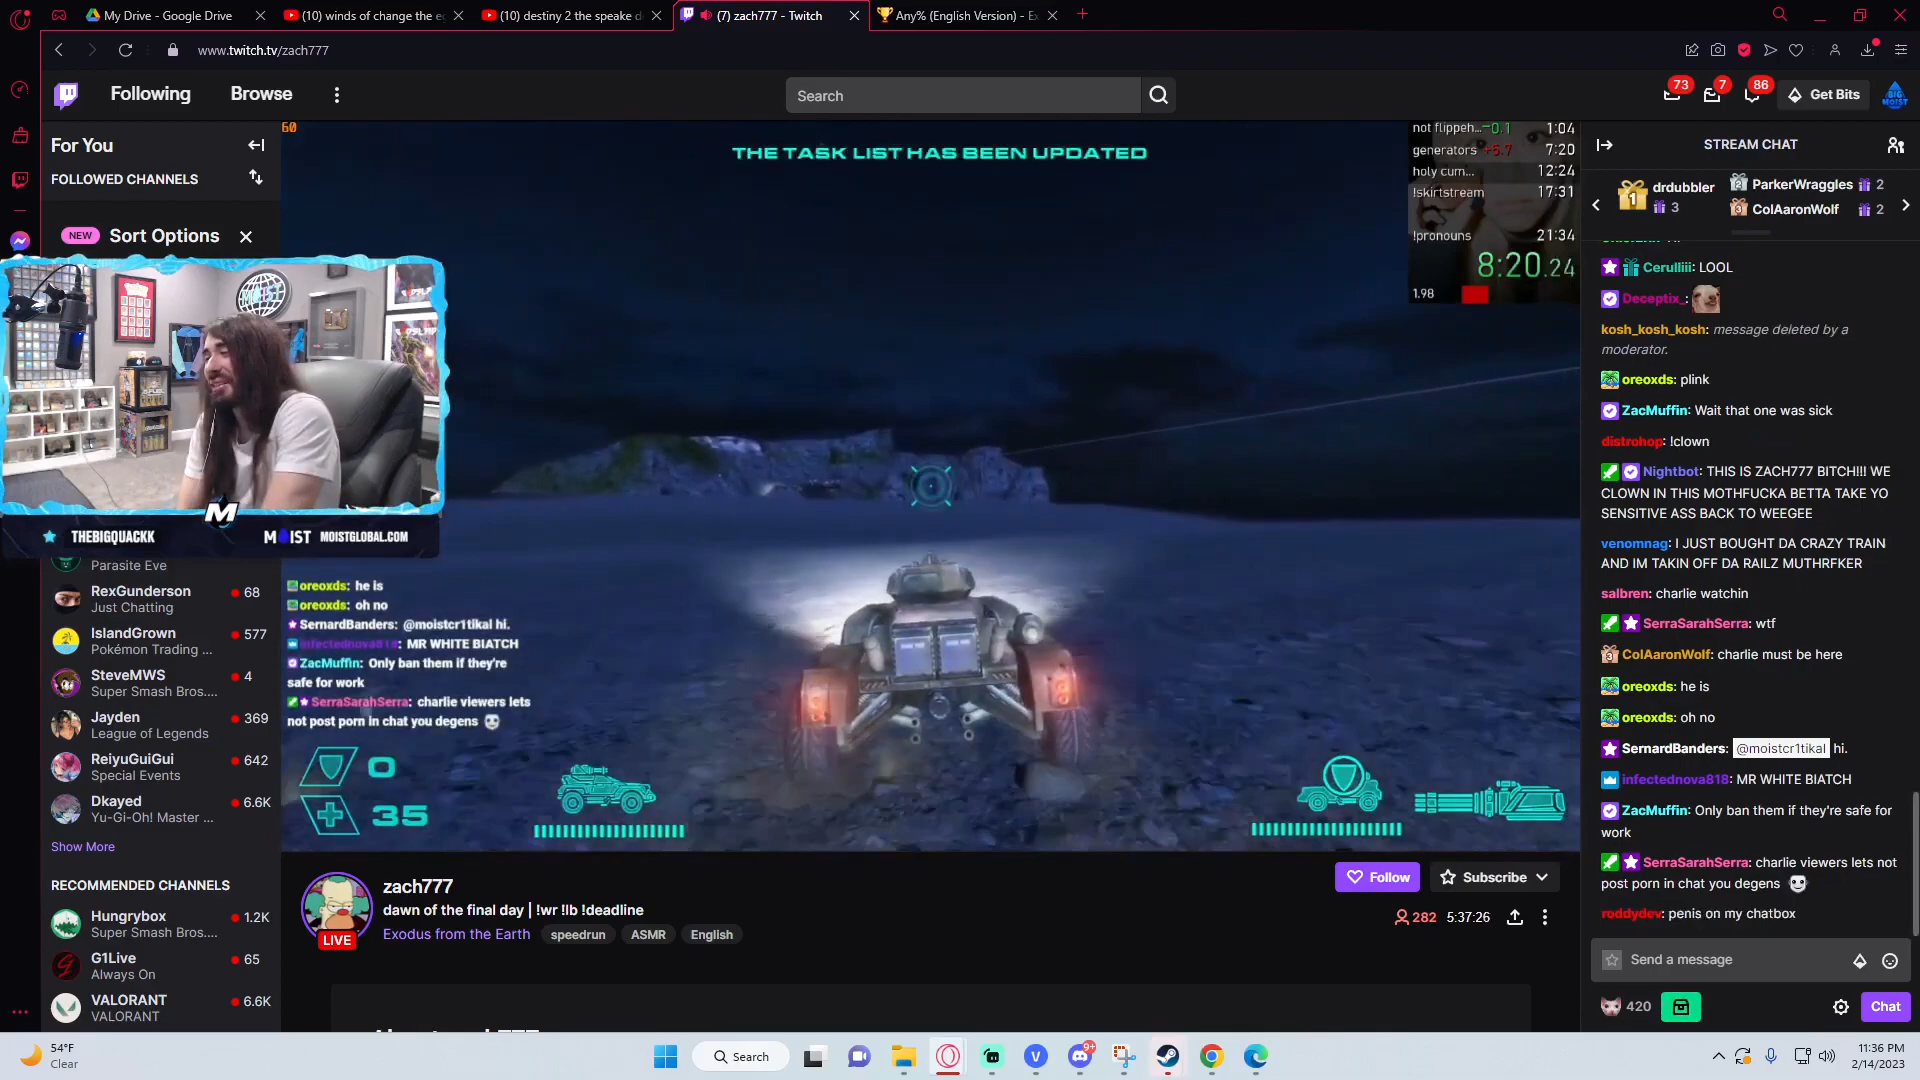 My Drive - Google Drive
(10) winds of change the e
(10) destiny 2 the speake d
(7) zach777 - Twitch
Any% (English Version) - E
www.twitch.tv/zach777
Following
Browse
Search
73
7
86
Get Bits
BIG MOIST
For You
FOLLOWED CHANNELS
NEW
Sort Options
MOIST
THEBIGQUACKK
MOIST MOISTGLOBAL.COM
Parasite Eve
RexGunderson
68
Just Chatting
IslandGrown
577
Pokémon Trading ...
SteveMWS
4
Super Smash Bros....
Jayden
369
League of Legends
ReiyuGuiGui
642
Special Events
Dkayed
6.6K
Yu-Gi-Oh! Master ...
Show More
RECOMMENDED CHANNELS
Hungrybox
1.2K
Super Smash Bros....
G1Live
65
Always On
VALORANT
6.6K
VALORANT
60
THE TASK LIST HAS BEEN UPDATED
not flippeh... -0.1 1:04
generators +5.7 7:20
holy cum... 12:24
!skirtstream 17:31
!pronouns 21:34
8:20.24
1.98
oreoxds: he is
oreoxds: oh no
SernardBanders: @moistcr1tikal hi.
infectednova818: MR WHITE BIATCH
ZacMuffin: Only ban them if they're
safe for work
SerraSarahSerra: charlie viewers lets
not post porn in chat you degens
0
35
LIVE
zach777
dawn of the final day | !wr !lb !deadline
Exodus from the Earth
speedrun
ASMR
English
Follow
Subscribe
282
5:37:26
STREAM CHAT
1
drdubbler
3
2
ParkerWraggles
2
3
ColAaronWolf
2
Cerulliii: LOOL
Deceptix_:
kosh_kosh_kosh: message deleted by a
moderator.
oreoxds: plink
ZacMuffin: Wait that one was sick
distrohop: !clown
Nightbot: THIS IS ZACH777 BITCH!!! WE
CLOWN IN THIS MOTHFUCKA BETTA TAKE YO
SENSITIVE ASS BACK TO WEEGEE
venomnag: I JUST BOUGHT DA CRAZY TRAIN
AND IM TAKIN OFF DA RAILZ MUTHRFKER
salbren: charlie watchin
SerraSarahSerra: wtf
ColAaronWolf: charlie must be here
oreoxds: he is
oreoxds: oh no
SernardBanders: @moistcr1tikal hi.
infectednova818: MR WHITE BIATCH
ZacMuffin: Only ban them if they're safe for
work
SerraSarahSerra: charlie viewers lets not
post porn in chat you degens
roddydev: penis on my chatbox
Send a message
420
Chat
54°F
Clear
Search
9+
11:36 PM
2/14/2023